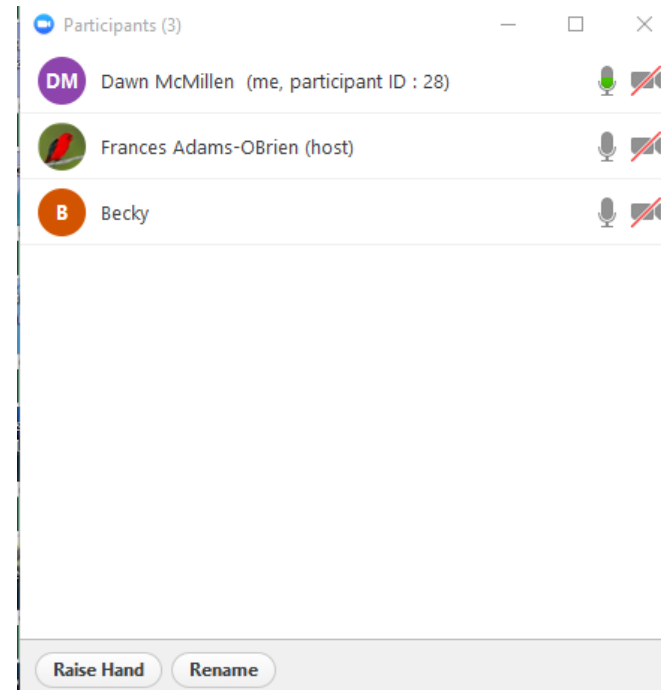 Participants (3)
DM Dawn McMillen (me, participant ID : 28)
Frances Adams-OBrien (host)
B Becky
Raise Hand Rename